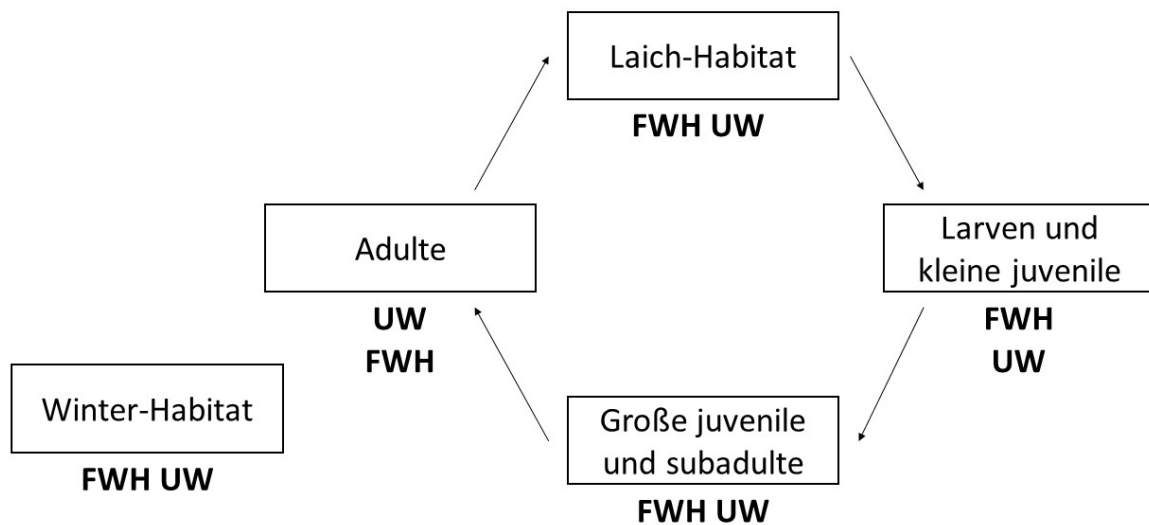 Laich-Habitat
FWH UW
Adulte
UW
FWH
Larven und
kleine juvenile
FWH
UW
Winter-Habitat
FWH UW
Große juvenile
und subadulte
FWH UW